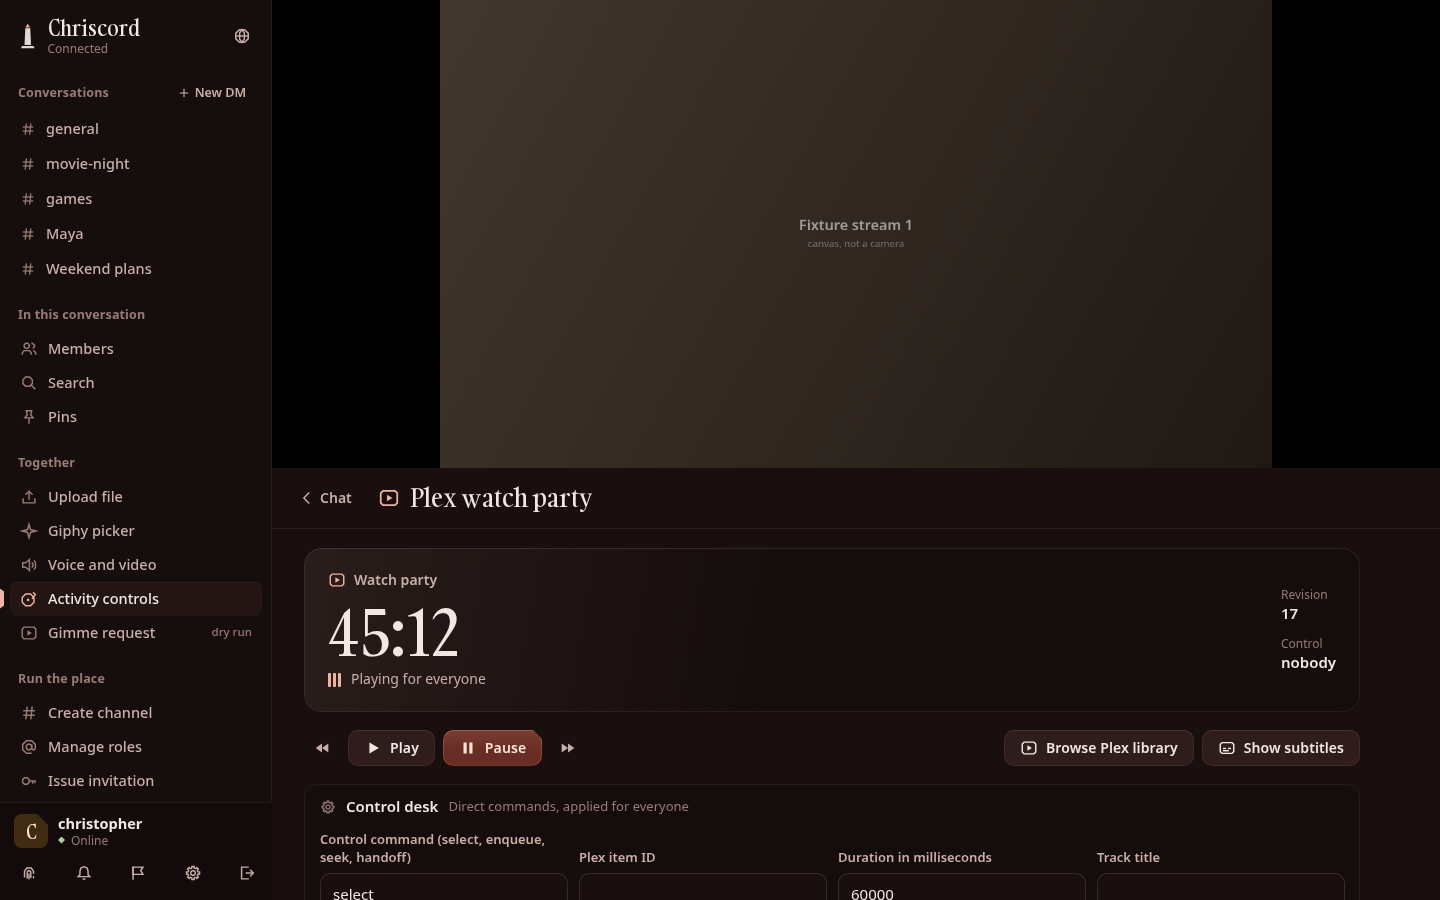 Chriscord
Connected
Conversations
New DM
general
movie-night
games
Maya
Weekend plans
In this conversation
Members
Search
Pins
Together
Upload file
Giphy picker
Voice and video
Activity controls
Gimme request
dry run
Run the place
Create channel
Manage roles
Issue invitation
C
christopher
Online
Fixture stream 1
canvas, not a camera
Chat
Plex watch party
Watch party
45:12
Playing for everyone
Revision
17
Control
nobody
Play
Pause
Browse Plex library
Show subtitles
Control desk
Direct commands, applied for everyone
Control command (select, enqueue,
seek, handoff)
Plex item ID
Duration in milliseconds
Track title
select
60000